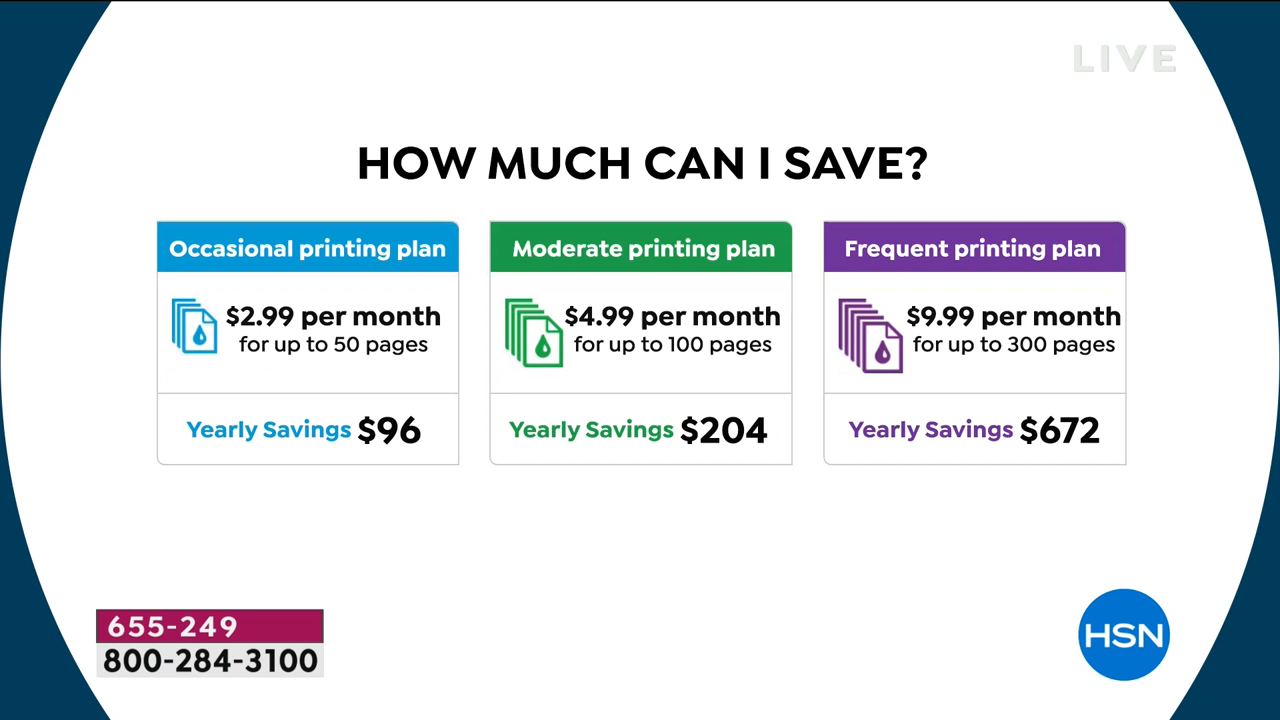 LIVE
HOW MUCH CAN I SAVE?
Occasional printing plan
$2.99 per month
for up to 50 pages
Yearly Savings $96
Moderate printing plan
$4.99 per month
for up to 100 pages
Yearly Savings $204
Frequent printing plan
$9.99 per month
for up to 300 pages
Yearly Savings $672
655-249
800-284-3100
HSN